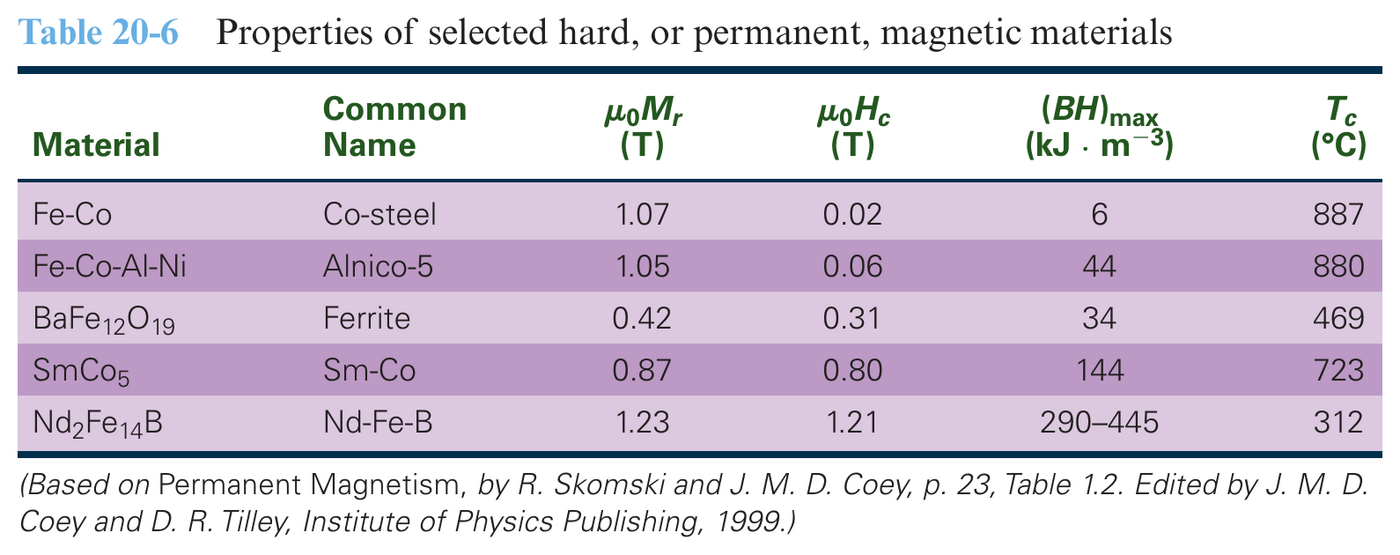 Table 20-6 Properties of selected hard, or permanent, magnetic materials
Material Common Name μ₀Mᵣ (T) μ₀H_c (T) (BH)max (kJ · m⁻³) T_c (°C)
Fe-Co Co-steel 1.07 0.02 6 887
Fe-Co-Al-Ni Alnico-5 1.05 0.06 44 880
BaFe₁₂O₁₉ Ferrite 0.42 0.31 34 469
SmCo₅ Sm-Co 0.87 0.80 144 723
Nd₂Fe₁₄B Nd-Fe-B 1.23 1.21 290–445 312
(Based on Permanent Magnetism, by R. Skomski and J. M. D. Coey, p. 23, Table 1.2. Edited by J. M. D.
Coey and D. R. Tilley, Institute of Physics Publishing, 1999.)